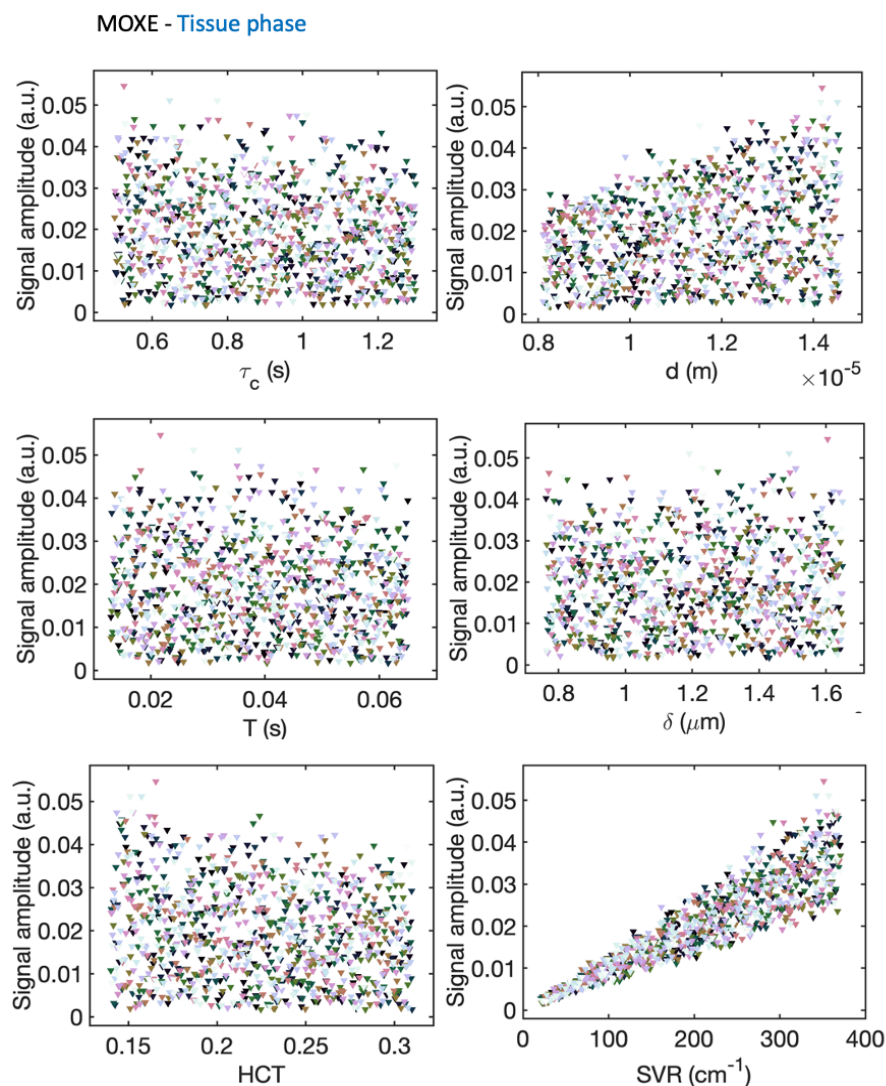 MOXE - Tissue phase
Signal amplitude (a.u.)
0.05
0.04
0.03
0.02
0.01
0
0.6 0.8 1 1.2
τc (s)
Signal amplitude (a.u.)
0.05
0.04
0.03
0.02
0.01
0
0.8 1 1.2 1.4
d (m) ×10-5
Signal amplitude (a.u.)
0.05
0.04
0.03
0.02
0.01
0
0.02 0.04 0.06
T (s)
Signal amplitude (a.u.)
0.05
0.04
0.03
0.02
0.01
0
0.8 1 1.2 1.4 1.6
δ (μm)
Signal amplitude (a.u.)
0.05
0.04
0.03
0.02
0.01
0
0.15 0.2 0.25 0.3
HCT
Signal amplitude (a.u.)
0.05
0.04
0.03
0.02
0.01
0
0 100 200 300 400
SVR (cm-1)